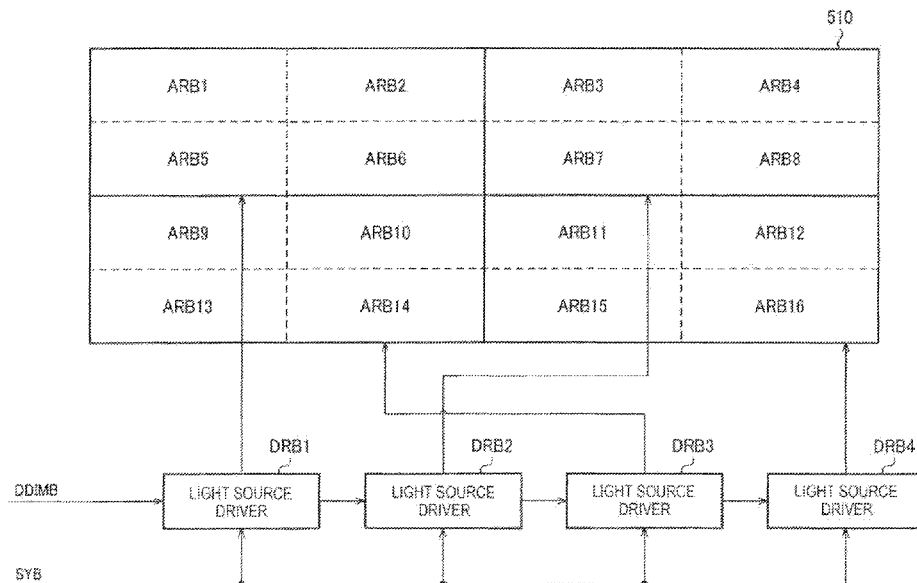 510
ARB1 ARB2 ARB3 ARB4
ARB5 ARB6 ARB7 ARB8
ARB9 ARB10 ARB11 ARB12
ARB13 ARB14 ARB15 ARB16
DRB1 DRB2 DRB3 DRB4
DDIMB
LIGHT SOURCE
DRIVER
LIGHT SOURCE
DRIVER
LIGHT SOURCE
DRIVER
LIGHT SOURCE
DRIVER
SYB